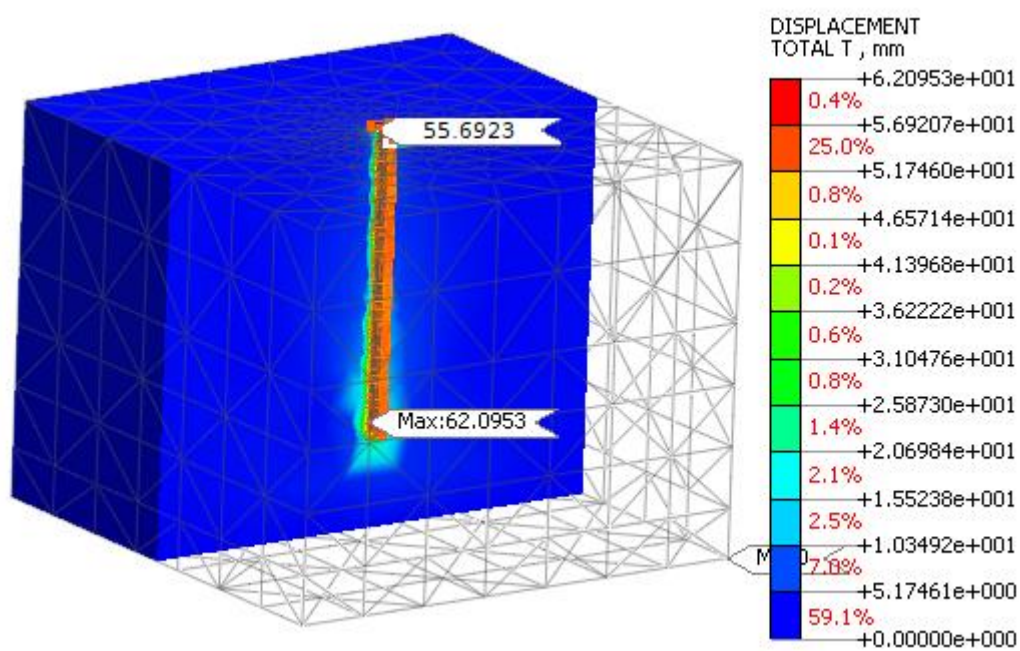 DISPLACEMENT
TOTAL T , mm
+6.20953e+001
0.4%
+5.69207e+001
25.0%
+5.17460e+001
0.8%
+4.65714e+001
0.1%
+4.13968e+001
0.2%
+3.62222e+001
0.6%
+3.10476e+001
0.8%
+2.58730e+001
1.4%
+2.06984e+001
2.1%
+1.55238e+001
2.5%
+1.03492e+001
7.0%
+5.17461e+000
59.1%
+0.00000e+000
55.6923
Max:62.0953